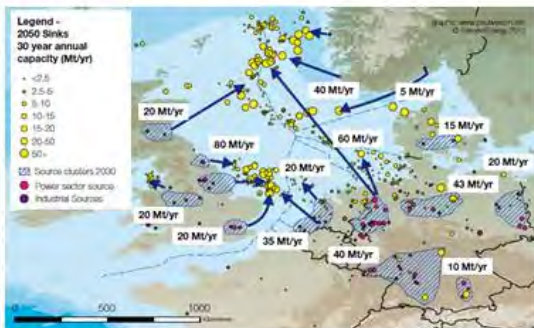 Legend -
2050 Sinks
30 year annual
capacity (Mt/yr)
<2.5
2.5-5
5-10
10-15
15-20
20-50
50+
Source clusters 2030
Power sector source
Industrial Sources
40 Mt/yr
5 Mt/yr
20 Mt/yr
15 Mt/yr
80 Mt/yr
60 Mt/yr
20 Mt/yr
20 Mt/yr
43 Mt/yr
20 Mt/yr
20 Mt/yr
35 Mt/yr
40 Mt/yr
10 Mt/yr
500
1000